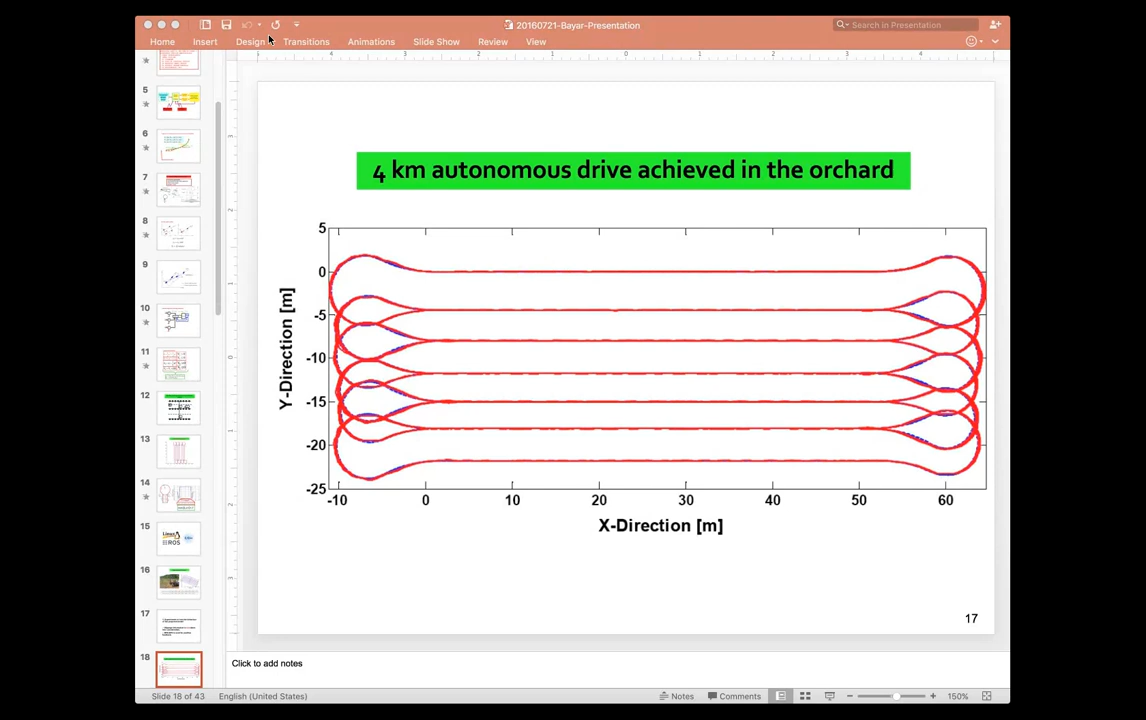 20160721-Bayar-Presentation
Search in Presentation
Home Insert Design Transitions Animations Slide Show Review View
5
6
7
8
9
10
11
12
13
14
15
Linux
ROS
16
17
18
4 km autonomous drive achieved in the orchard
5
0
-5
-10
-15
-20
-25
Y-Direction [m]
-10 0 10 20 30 40 50 60
X-Direction [m]
17
Click to add notes
Slide 18 of 43 English (United States) Notes Comments 150%